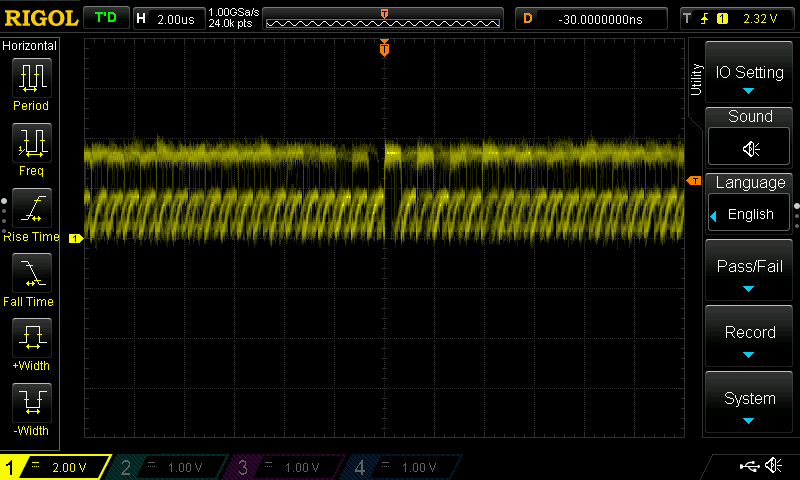 RIGOL T'D H 2.00us 1.00GSa/s 24.0k pts T D -30.0000000ns T 1 2.32 V
Horizontal
Period
Freq
Rise Time
Fall Time
+Width
-Width
T
T
1
Utility
IO Setting
Sound
Language
English
Pass/Fail
Record
System
1 2.00 V 2 1.00 V 3 1.00 V 4 1.00 V